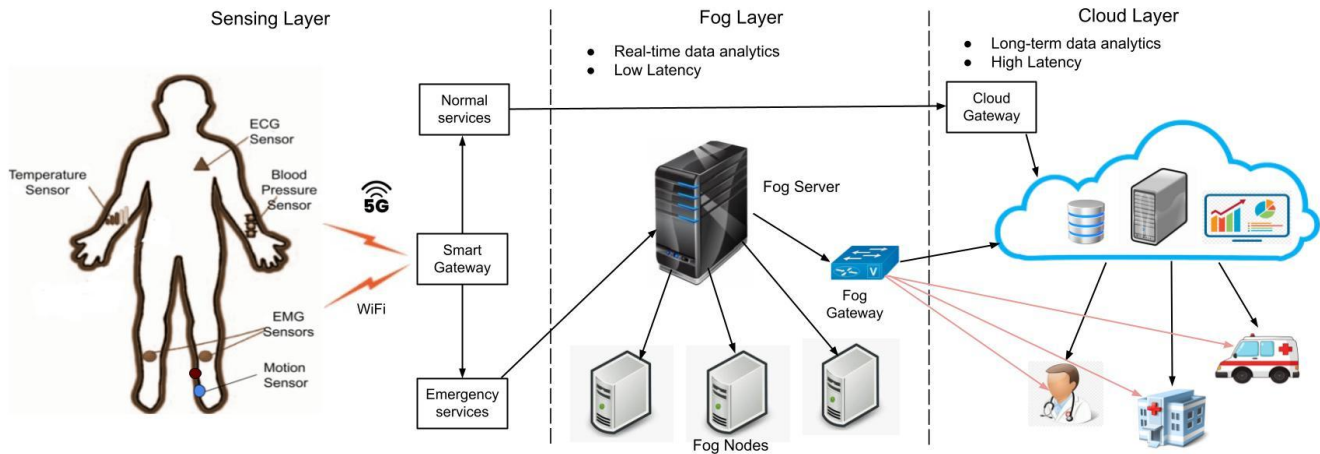 Sensing Layer
Fog Layer
Cloud Layer
● Real-time data analytics
● Low Latency
● Long-term data analytics
● High Latency
Normal
services
Cloud
Gateway
ECG
Sensor
Temperature
Sensor
Blood
Pressure
Sensor
5G
Fog Server
Smart
Gateway
V
Fog
Gateway
WiFi
EMG
Sensors
Motion
Sensor
Emergency
services
Fog Nodes